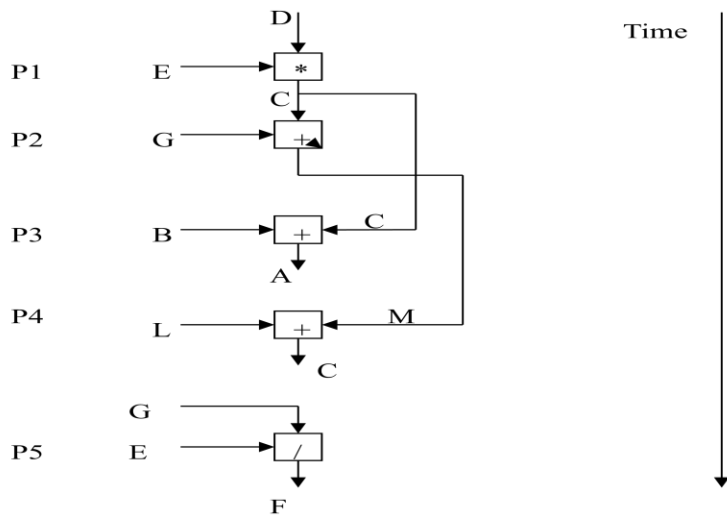 D
Time
P1 E *
C
P2 G +
P3 B + C
A
P4 L + M
C
G
P5 E /
F